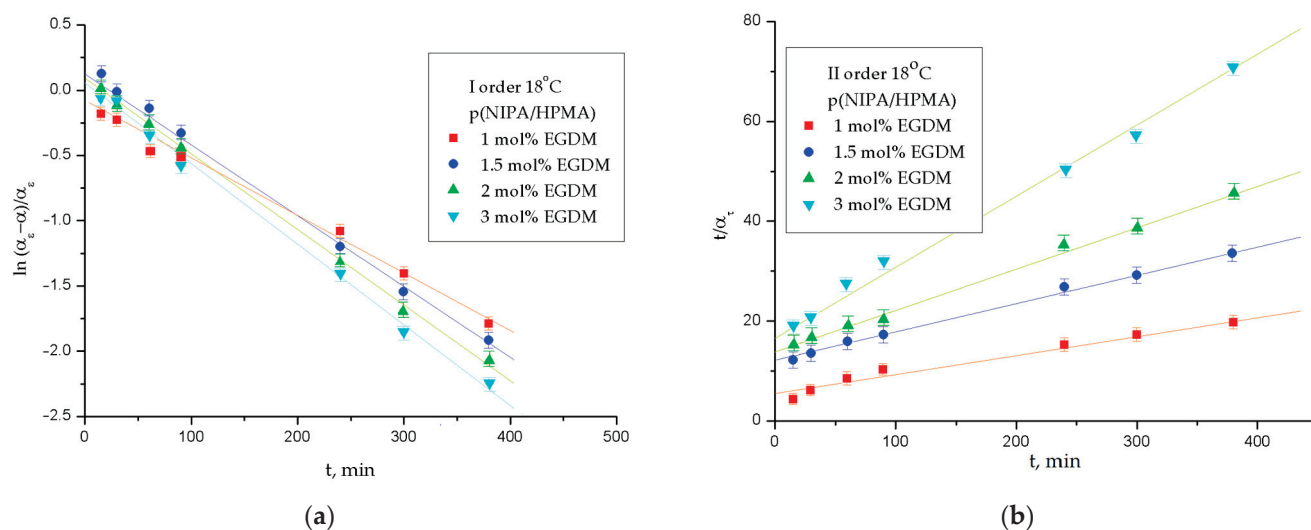 0.5
0.0
−0.5
−1.0
−1.5
−2.0
−2.5
ln (αε−α)/αε
I order 18°C
p(NIPA/HPMA)
1 mol% EGDM
1.5 mol% EGDM
2 mol% EGDM
3 mol% EGDM
0 100 200 300 400 500
t, min
(a)
80
60
40
20
0
t/ατ
II order 18°C
p(NIPA/HPMA)
1 mol% EGDM
1.5 mol% EGDM
2 mol% EGDM
3 mol% EGDM
0 100 200 300 400
t, min
(b)